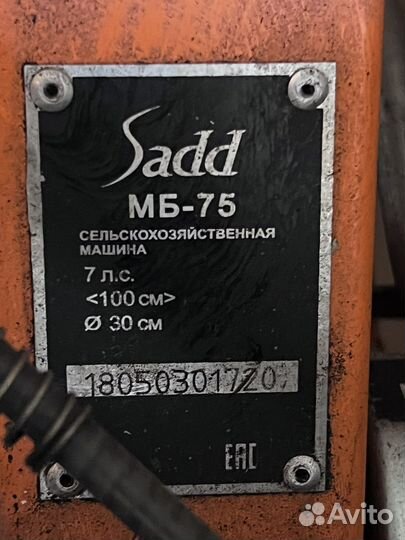 Sadd
МБ-75
СЕЛЬСКОХОЗЯЙСТВЕННАЯ
МАШИНА
7 л.с.
<100 см>
Ø 30 см
180503017207
EAC
Avito